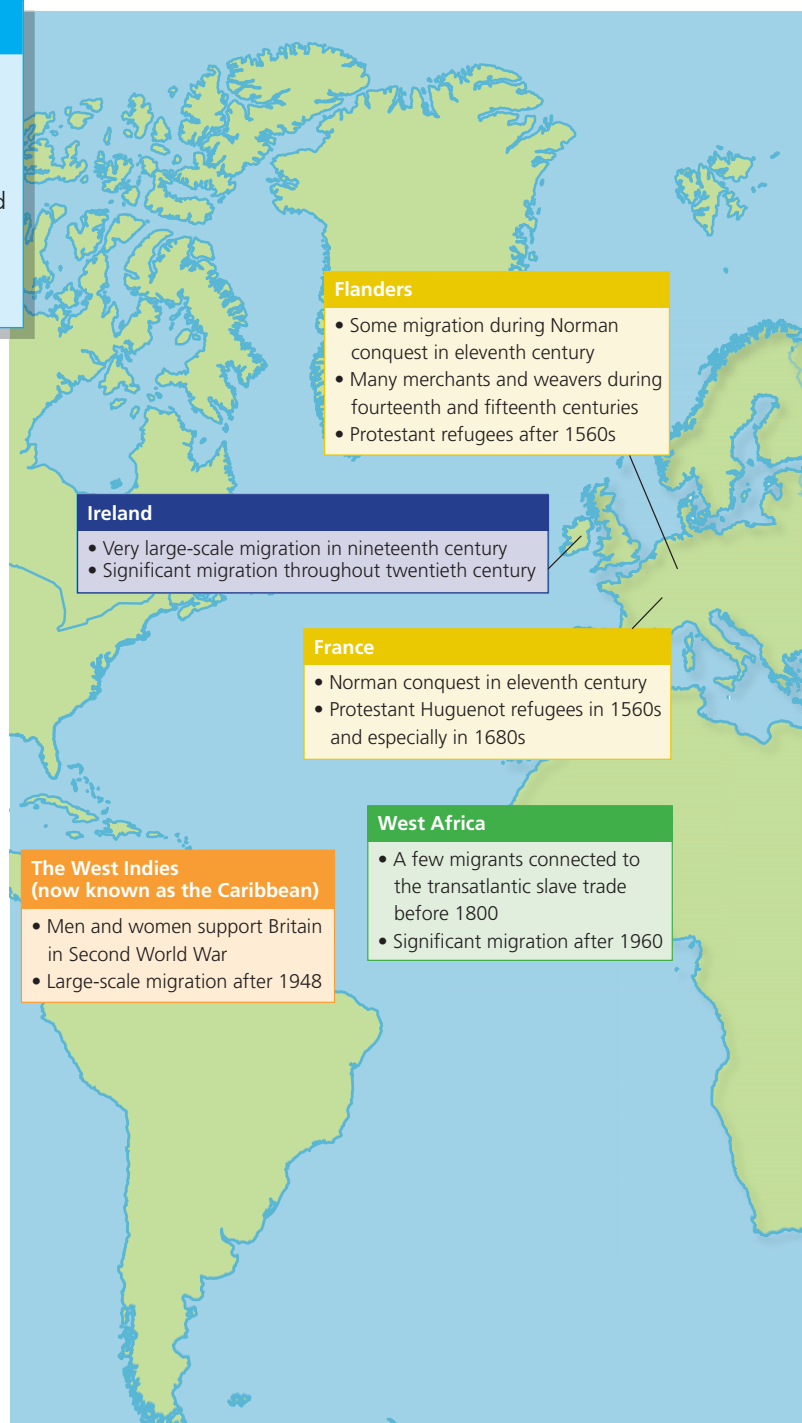 d
Flanders
• Some migration during Norman
conquest in eleventh century
• Many merchants and weavers during
fourteenth and fifteenth centuries
• Protestant refugees after 1560s
Ireland
• Very large-scale migration in nineteenth century
• Significant migration throughout twentieth century
France
• Norman conquest in eleventh century
• Protestant Huguenot refugees in 1560s
and especially in 1680s
West Africa
• A few migrants connected to
the transatlantic slave trade
before 1800
• Significant migration after 1960
The West Indies
(now known as the Caribbean)
• Men and women support Britain
in Second World War
• Large-scale migration after 1948